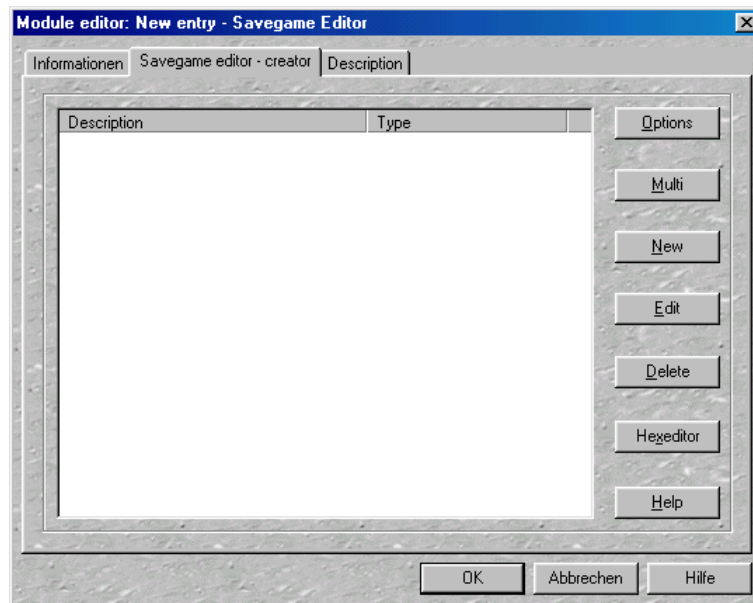 Module editor: New entry - Savegame Editor
Informationen Savegame editor - creator Description
Description Type
Options
Multi
New
Edit
Delete
Hexeditor
Help
OK Abbrechen Hilfe